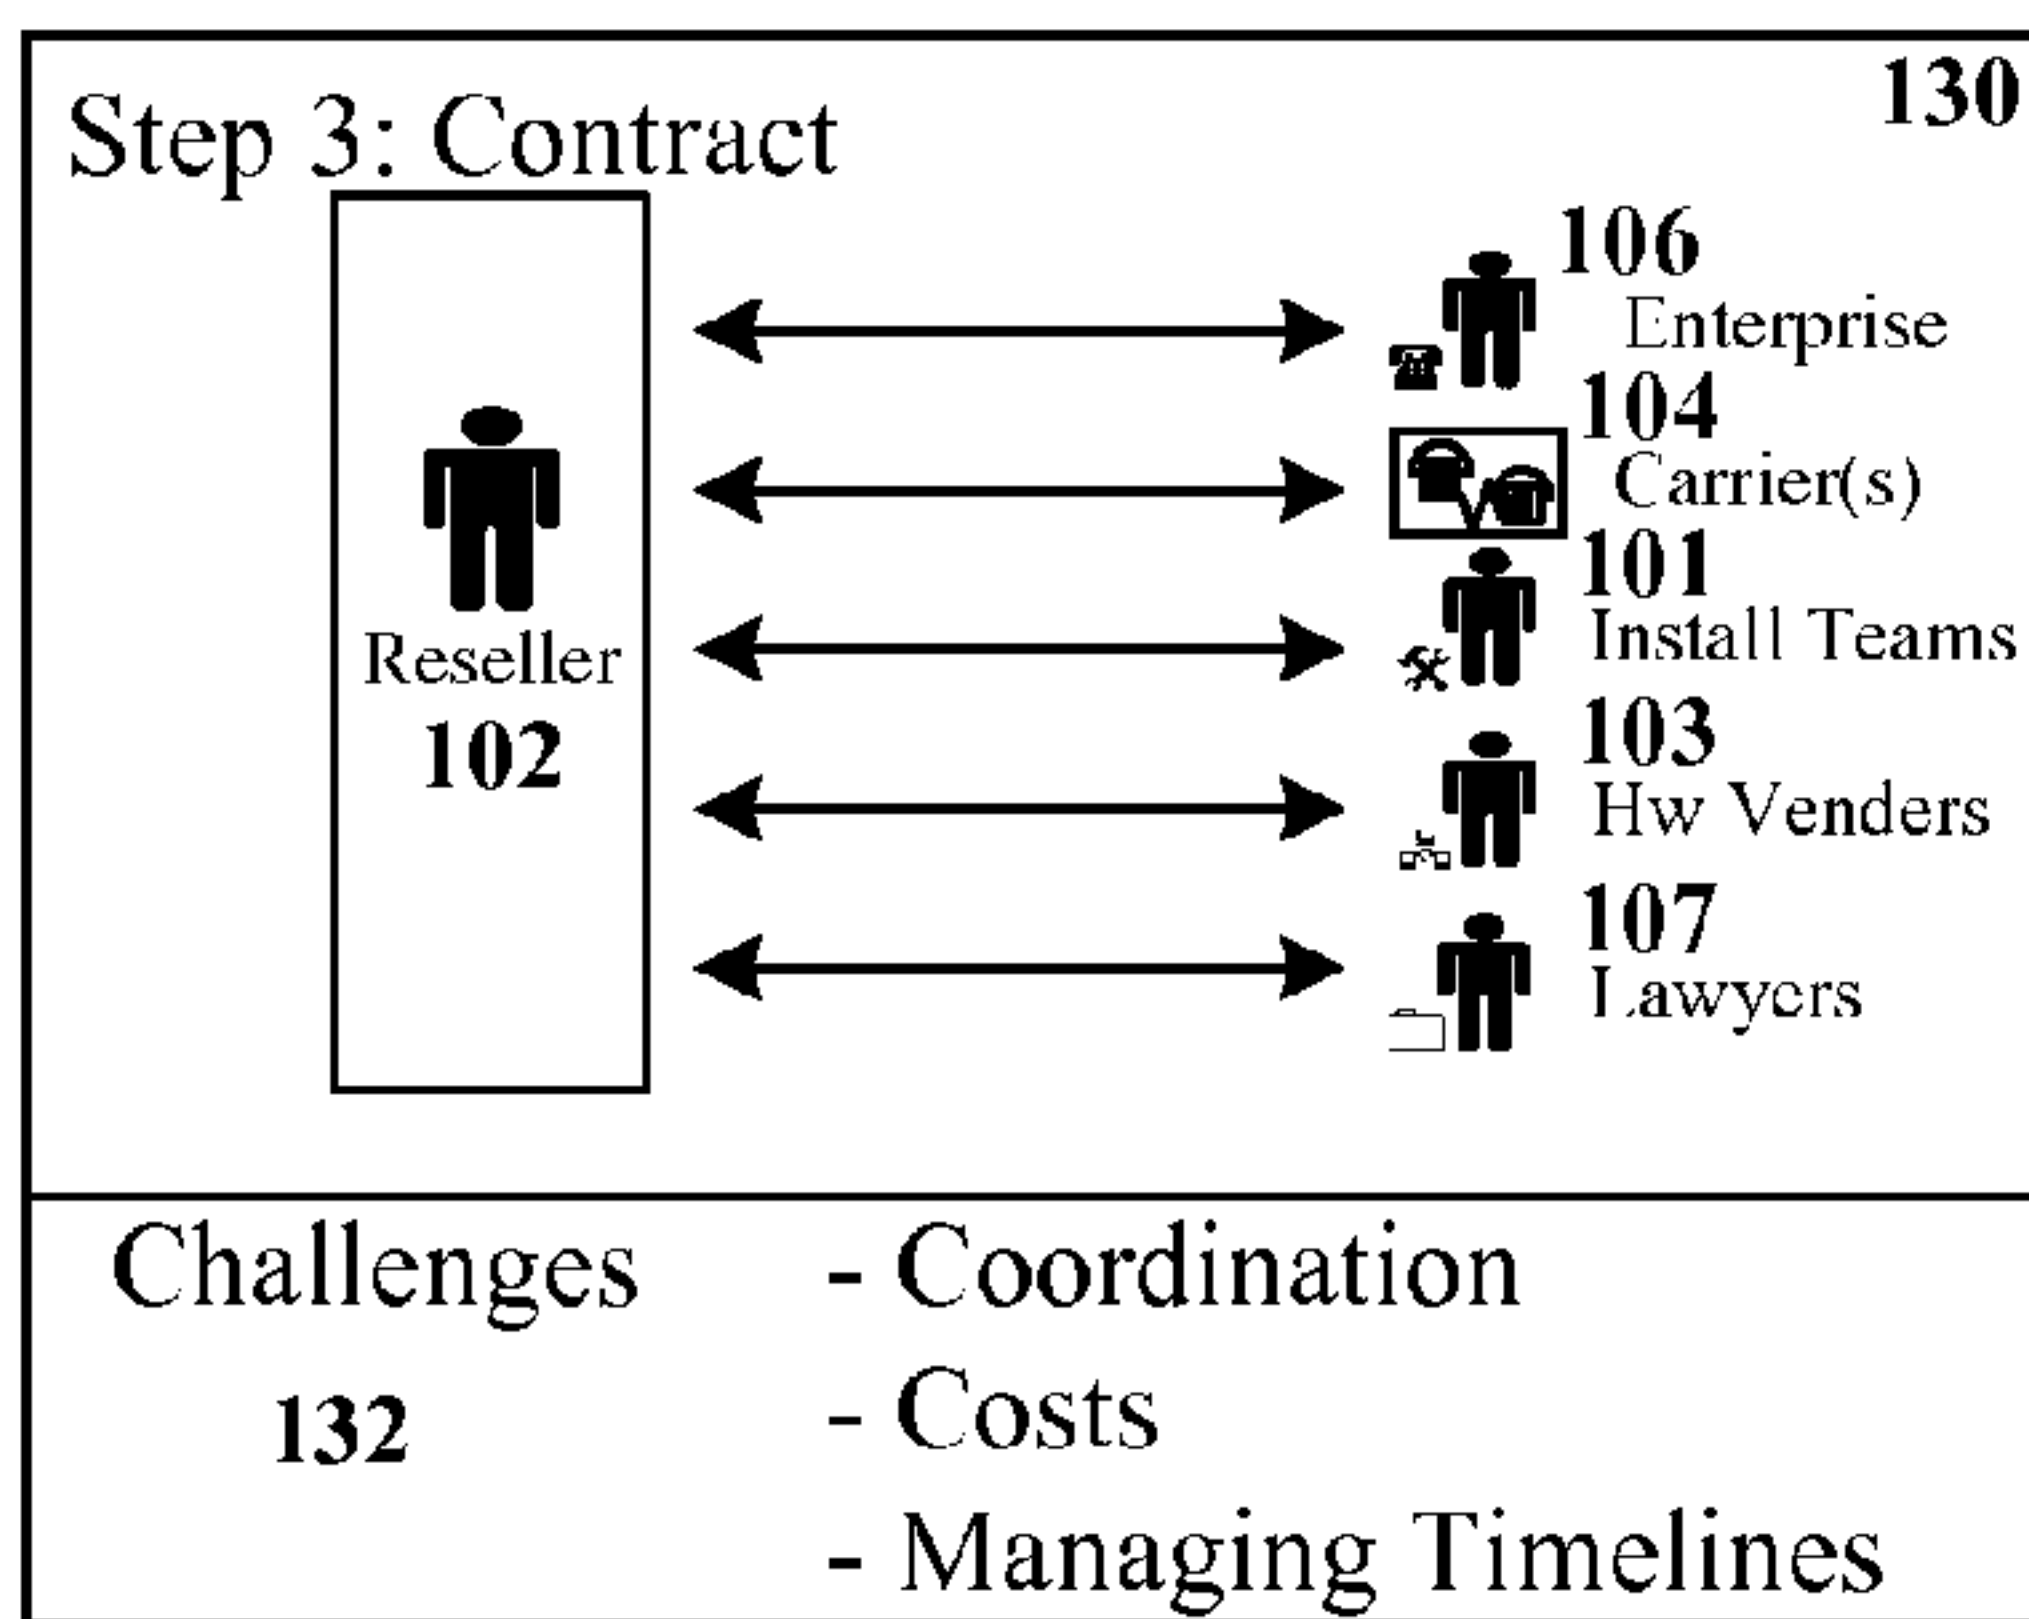 130
Step 3: Contract
106
Enterprise
104
Carrier(s)
101
Install Teams
Reseller
102
103
Hw Venders
107
Lawyers
Challenges
132
- Coordination
- Costs
- Managing Timelines